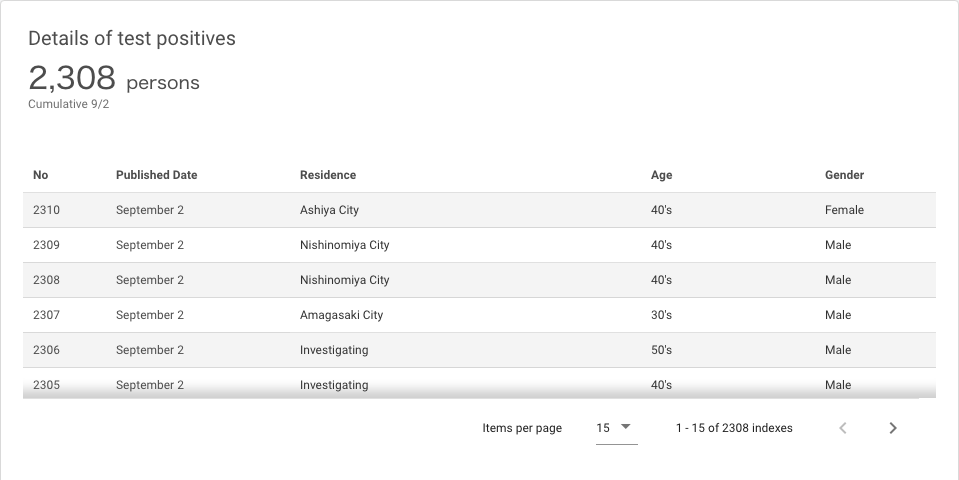 Details of test positives
2,308 persons
Cumulative 9/2
No Published Date Residence Age Gender
2310 September 2 Ashiya City 40's Female
2309 September 2 Nishinomiya City 40's Male
2308 September 2 Nishinomiya City 40's Male
2307 September 2 Amagasaki City 30's Male
2306 September 2 Investigating 50's Male
2305 September 2 Investigating 40's Male
Items per page 15 1 - 15 of 2308 indexes